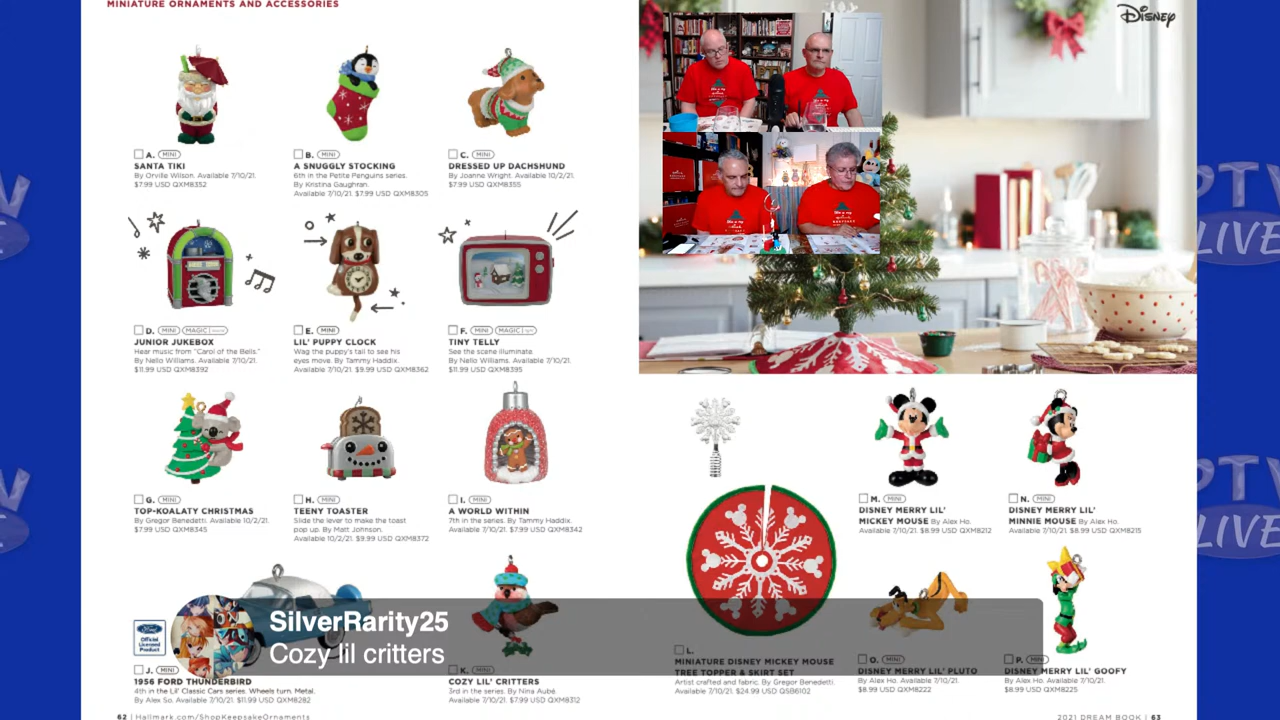 MINIATURE ORNAMENTS AND ACCESSORIES
Disney
A. MINI
SANTA TIKI
By Orville Wilson. Available 7/10/21.
$7.99 USD QXM8352
B. MINI
A SNUGGLY STOCKING
6th in the Petite Penguins series.
By Kristina Gaughran.
Available 7/10/21. $7.99 USD QXM8305
C. MINI
DRESSED UP DACHSHUND
By Joanne Wright. Available 10/2/21.
$7.99 USD QXM8355
D. MINI MAGIC
JUNIOR JUKEBOX
Hear music from "Carol of the Bells."
By Nello Williams. Available 7/10/21.
$11.99 USD QXM8392
E. MINI
LIL' PUPPY CLOCK
Wag the puppy's tail to see his
eyes move. By Tammy Haddix.
Available 7/10/21. $9.99 USD QXM8362
F. MINI MAGIC
TINY TELLY
See the scene illuminate.
By Nello Williams. Available 7/10/21.
$11.99 USD QXM8395
G. MINI
TOP-KOALATY CHRISTMAS
By Gregor Benedetti. Available 10/2/21.
$7.99 USD QXM8345
H. MINI
TEENY TOASTER
Slide the lever to make the toast
pop up. By Matt Johnson.
Available 10/2/21. $9.99 USD QXM8372
I. MINI
A WORLD WITHIN
7th in the series. By Tammy Haddix.
Available 7/10/21. $7.99 USD QXM8342
M. MINI
DISNEY MERRY LIL'
MICKEY MOUSE By Alex Ho.
Available 7/10/21. $8.99 USD QXM8212
N. MINI
DISNEY MERRY LIL'
MINNIE MOUSE By Alex Ho.
Available 7/10/21. $8.99 USD QXM8215
Ford
Official
Licensed
Product
SilverRarity25
Cozy lil critters
J. MINI
1956 FORD THUNDERBIRD
4th in the Lil' Classic Cars series. Wheels turn. Metal.
By Alex So. Available 7/10/21. $11.99 USD QXM8282
K. MINI
COZY LIL' CRITTERS
3rd in the series. By Nina Aubé.
Available 7/10/21. $7.99 USD QXM8312
L.
MINIATURE DISNEY MICKEY MOUSE
TREE TOPPER & SKIRT SET
Artist crafted and fabric. By Gregor Benedetti.
Available 7/10/21. $24.99 USD QSB6102
O. MINI
DISNEY MERRY LIL' PLUTO
By Alex Ho. Available 7/10/21.
$8.99 USD QXM8222
P. MINI
DISNEY MERRY LIL' GOOFY
By Alex Ho. Available 7/10/21.
$8.99 USD QXM8225
62 | Hallmark.com/ShopKeepsakeOrnaments
2021 DREAM BOOK | 63
PTV
LIVE
PTV
LIVE